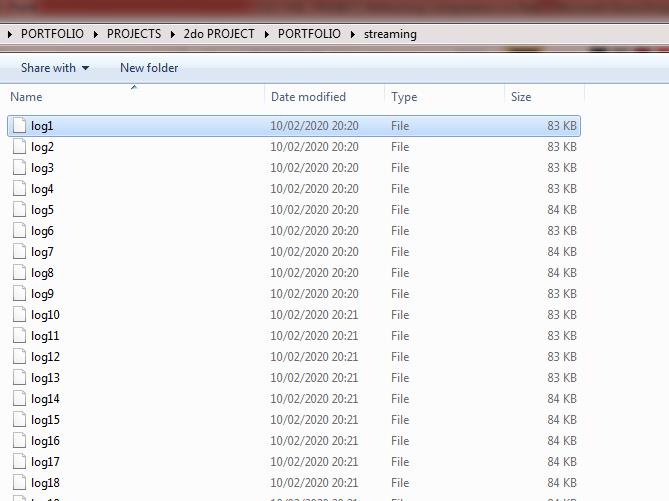 PORTFOLIO ▸ PROJECTS ▸ 2do PROJECT ▸ PORTFOLIO ▸ streaming
Share with New folder
Name Date modified Type Size
log1 10/02/2020 20:20 File 83 KB
log2 10/02/2020 20:20 File 83 KB
log3 10/02/2020 20:20 File 83 KB
log4 10/02/2020 20:20 File 83 KB
log5 10/02/2020 20:20 File 84 KB
log6 10/02/2020 20:20 File 83 KB
log7 10/02/2020 20:20 File 84 KB
log8 10/02/2020 20:20 File 84 KB
log9 10/02/2020 20:20 File 83 KB
log10 10/02/2020 20:21 File 83 KB
log11 10/02/2020 20:21 File 83 KB
log12 10/02/2020 20:21 File 83 KB
log13 10/02/2020 20:21 File 83 KB
log14 10/02/2020 20:21 File 84 KB
log15 10/02/2020 20:21 File 84 KB
log16 10/02/2020 20:21 File 84 KB
log17 10/02/2020 20:21 File 84 KB
log18 10/02/2020 20:21 File 84 KB